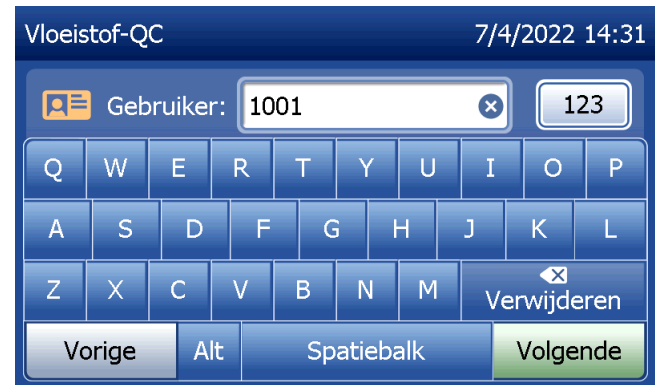 Vloeistof-QC 7/4/2022 14:31
Gebruiker: 1001 123
Q W E R T Y U I O P
A S D F G H J K L
Z X C V B N M Verwijderen
Vorige Alt Spatiebalk Volgende